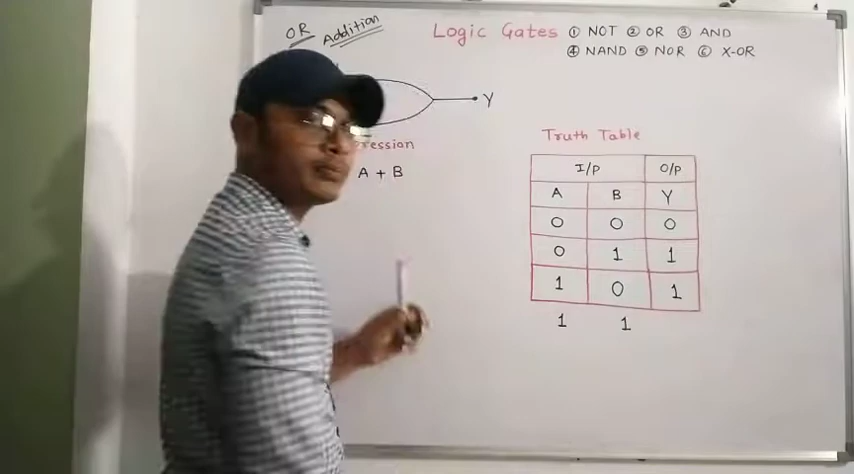 OR Addition
Logic Gates ① NOT ② OR ③ AND
④ NAND ⑤ NOR ⑥ X-OR
Y
Truth Table
A + B
I/P O/P
A B Y
0 0 0
0 1 1
1 0 1
1 1